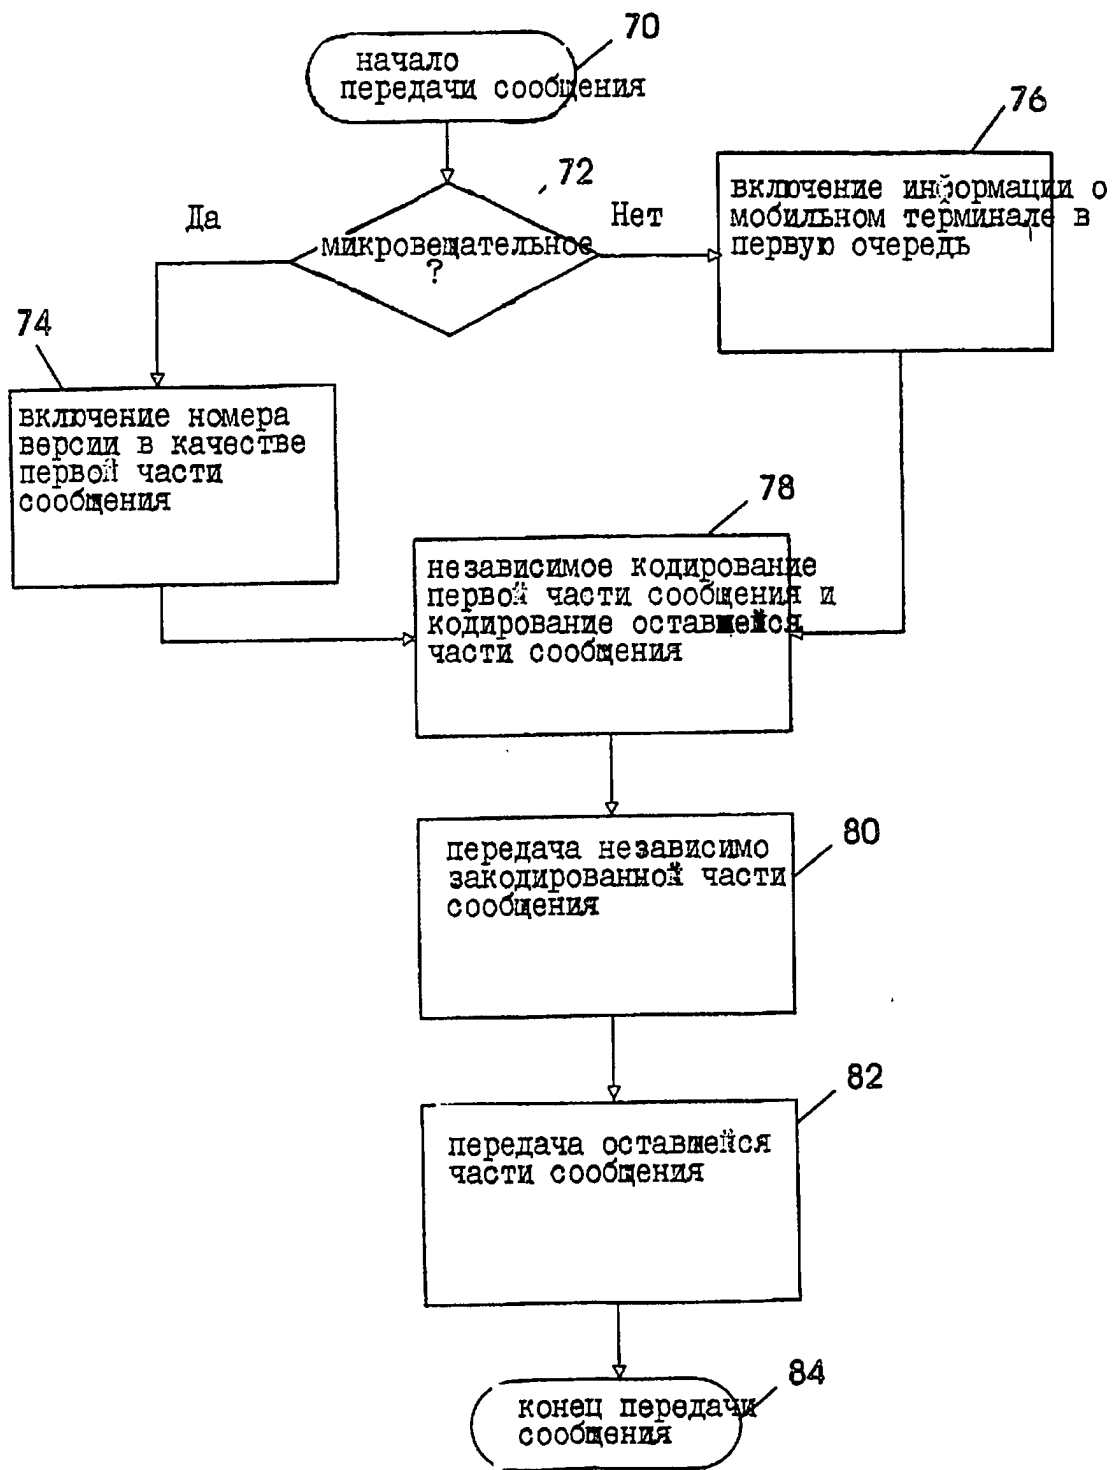 70
начало
передачи сообщения
76
72
включение информации о
мобильном терминале в
первую очередь
Да
Нет
микровещательное
?
74
включение номера
версии в качестве
первой части
сообщения
78
независимое кодирование
первой части сообщения и
кодирование оставшейся
части сообщения
80
передача независимо
закодированной части
сообщения
82
передача оставшейся
части сообщения
84
конец передачи
сообщения